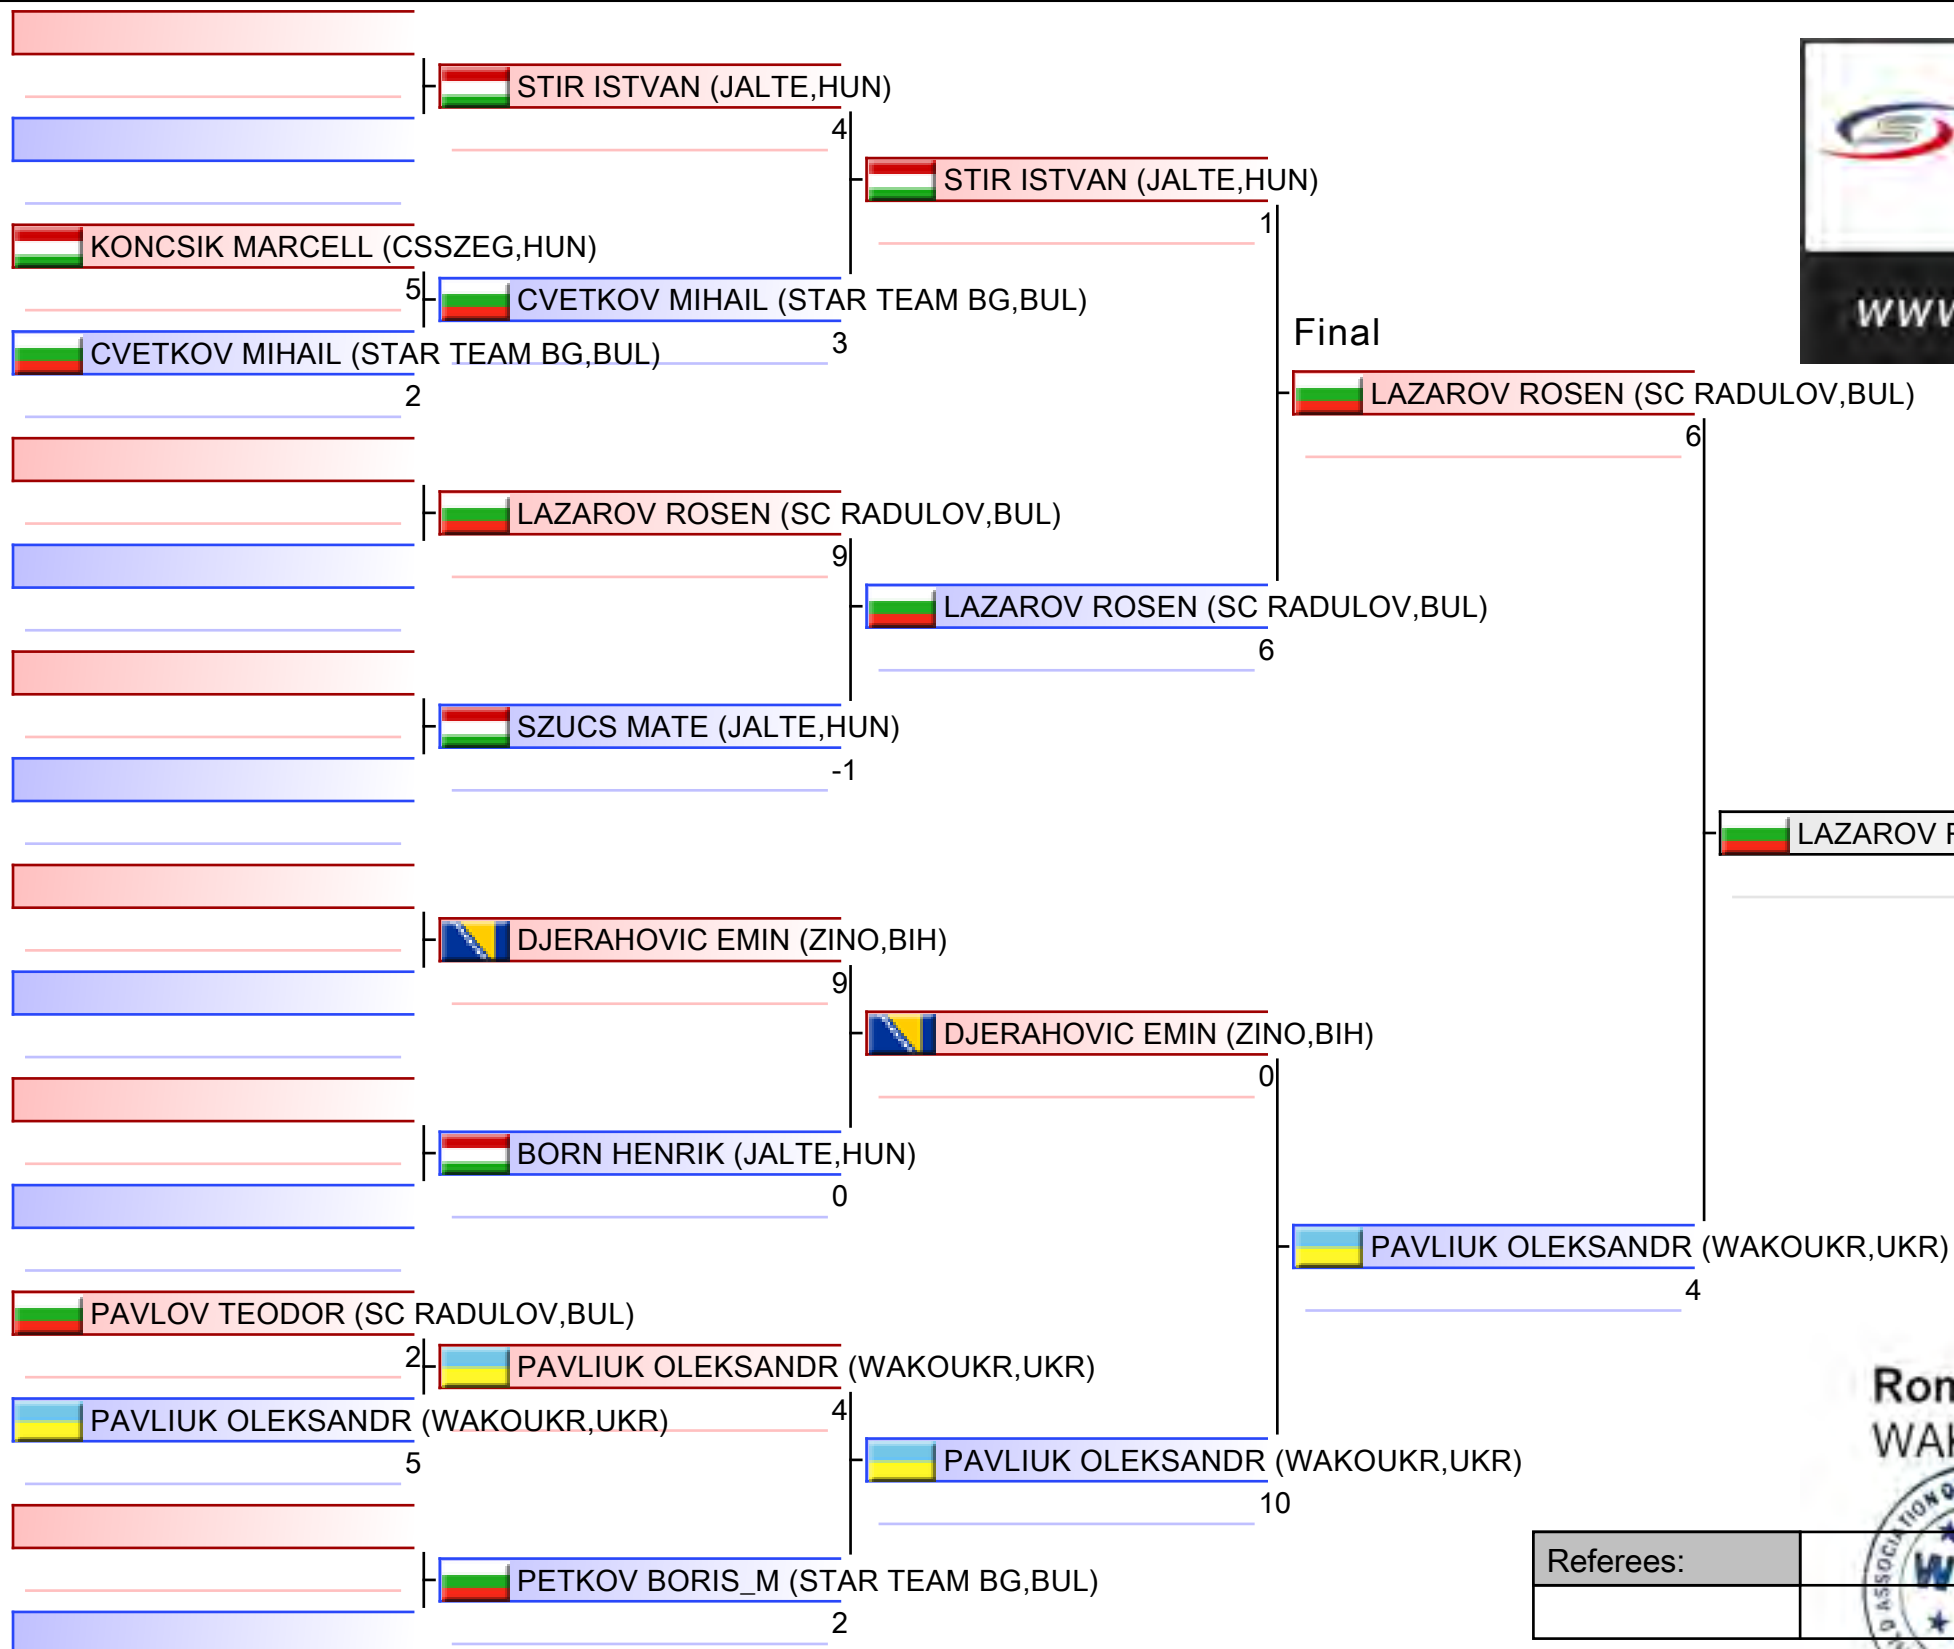 STIR ISTVAN (JALTE,HUN)
4
STIR ISTVAN (JALTE,HUN)
1
KONCSIK MARCELL (CSSZEG,HUN)
5
CVETKOV MIHAIL (STAR TEAM BG,BUL)
3
CVETKOV MIHAIL (STAR TEAM BG,BUL)
2
www
Final
LAZAROV ROSEN (SC RADULOV,BUL)
6
LAZAROV ROSEN (SC RADULOV,BUL)
9
LAZAROV ROSEN (SC RADULOV,BUL)
6
SZUCS MATE (JALTE,HUN)
-1
LAZAROV
DJERAHOVIC EMIN (ZINO,BIH)
9
DJERAHOVIC EMIN (ZINO,BIH)
0
BORN HENRIK (JALTE,HUN)
0
PAVLIUK OLEKSANDR (WAKOUKR,UKR)
4
PAVLOV TEODOR (SC RADULOV,BUL)
2
PAVLIUK OLEKSANDR (WAKOUKR,UKR)
4
PAVLIUK OLEKSANDR (WAKOUKR,UKR)
5
PAVLIUK OLEKSANDR (WAKOUKR,UKR)
10
PETKOV BORIS_M (STAR TEAM BG,BUL)
2
Referees: